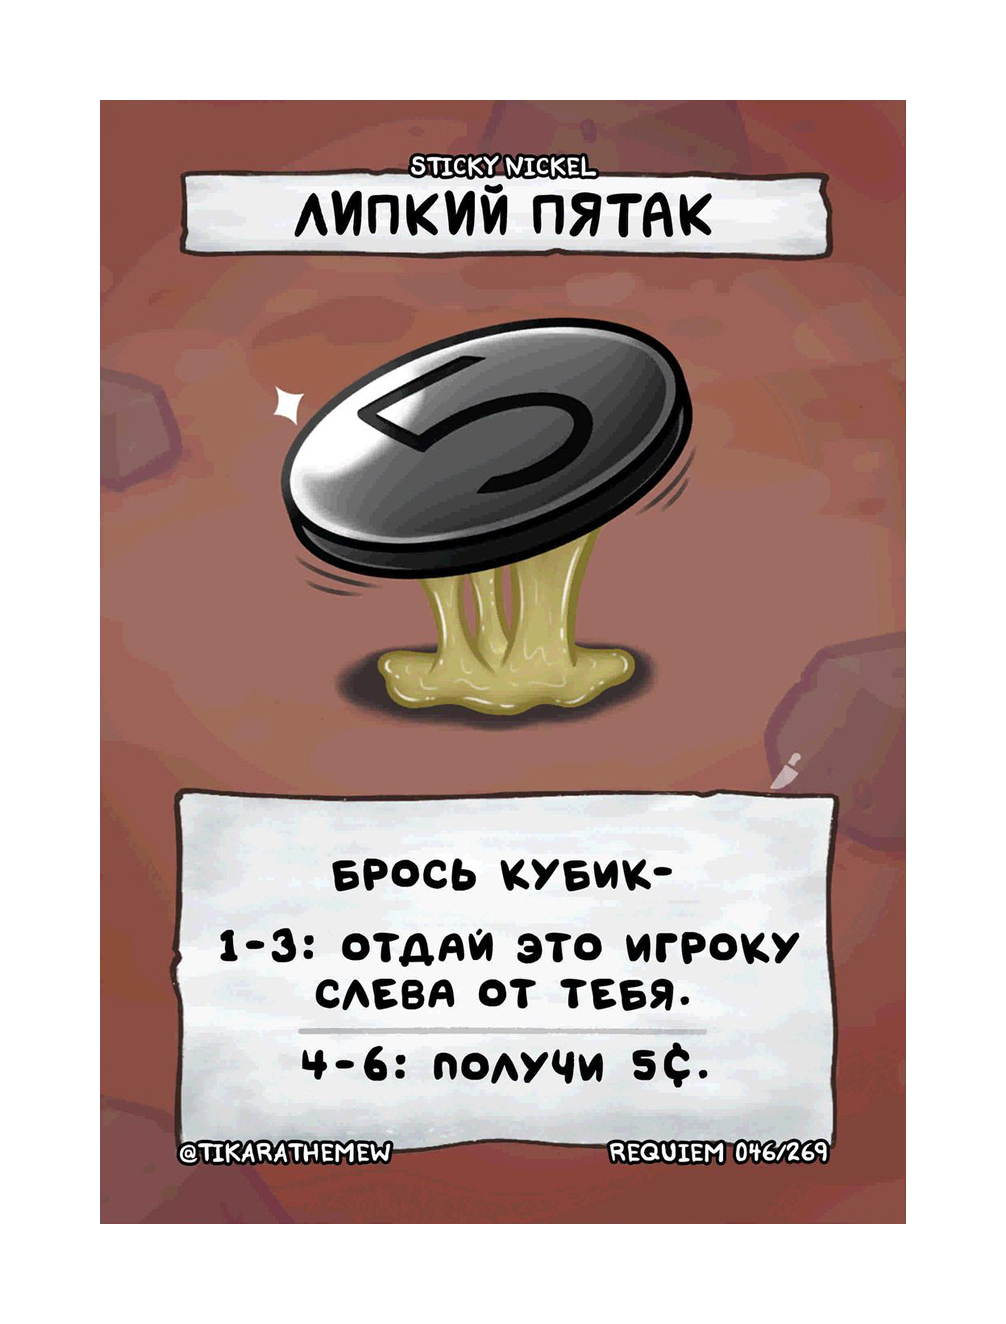 STICKY NICKEL
ЛИПКИЙ ПЯТАК
5
БРОСЬ КУБИК-
1-3: ОТДАЙ ЭТО ИГРОКУ
СЛЕВА ОТ ТЕБЯ.
4-6: ПОЛУЧИ 5¢.
@TIKARATHEMEW
REQUIEM 046/269